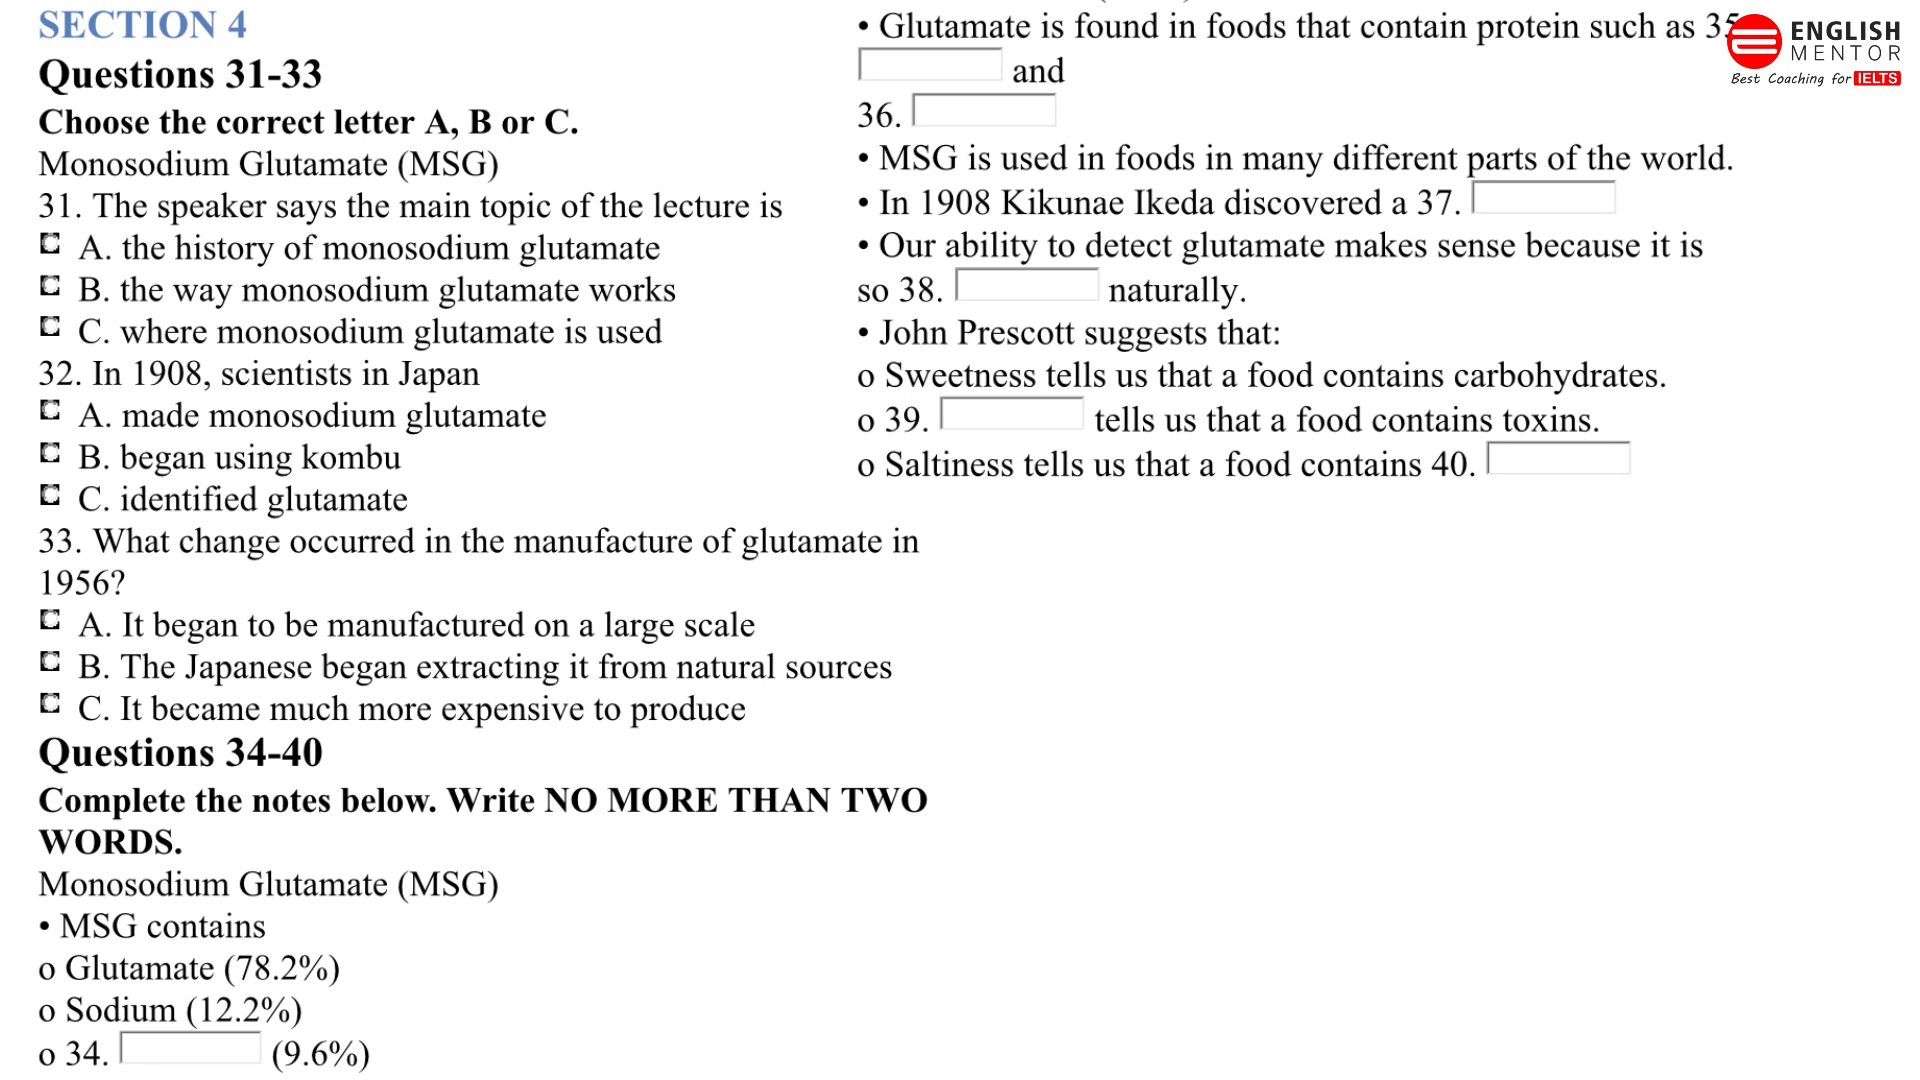 SECTION 4
Questions 31-33
Choose the correct letter A, B or C.
Monosodium Glutamate (MSG)
31. The speaker says the main topic of the lecture is
A. the history of monosodium glutamate
B. the way monosodium glutamate works
C. where monosodium glutamate is used
32. In 1908, scientists in Japan
A. made monosodium glutamate
B. began using kombu
C. identified glutamate
33. What change occurred in the manufacture of glutamate in
1956?
A. It began to be manufactured on a large scale
B. The Japanese began extracting it from natural sources
C. It became much more expensive to produce
Questions 34-40
Complete the notes below. Write NO MORE THAN TWO
WORDS.
Monosodium Glutamate (MSG)
• MSG contains
o Glutamate (78.2%)
o Sodium (12.2%)
o 34. (9.6%)
• Glutamate is found in foods that contain protein such as 35
and
36.
• MSG is used in foods in many different parts of the world.
• In 1908 Kikunae Ikeda discovered a 37.
• Our ability to detect glutamate makes sense because it is
so 38. naturally.
• John Prescott suggests that:
o Sweetness tells us that a food contains carbohydrates.
o 39. tells us that a food contains toxins.
o Saltiness tells us that a food contains 40.
ENGLISH
MENTOR
Best Coaching for IELTS